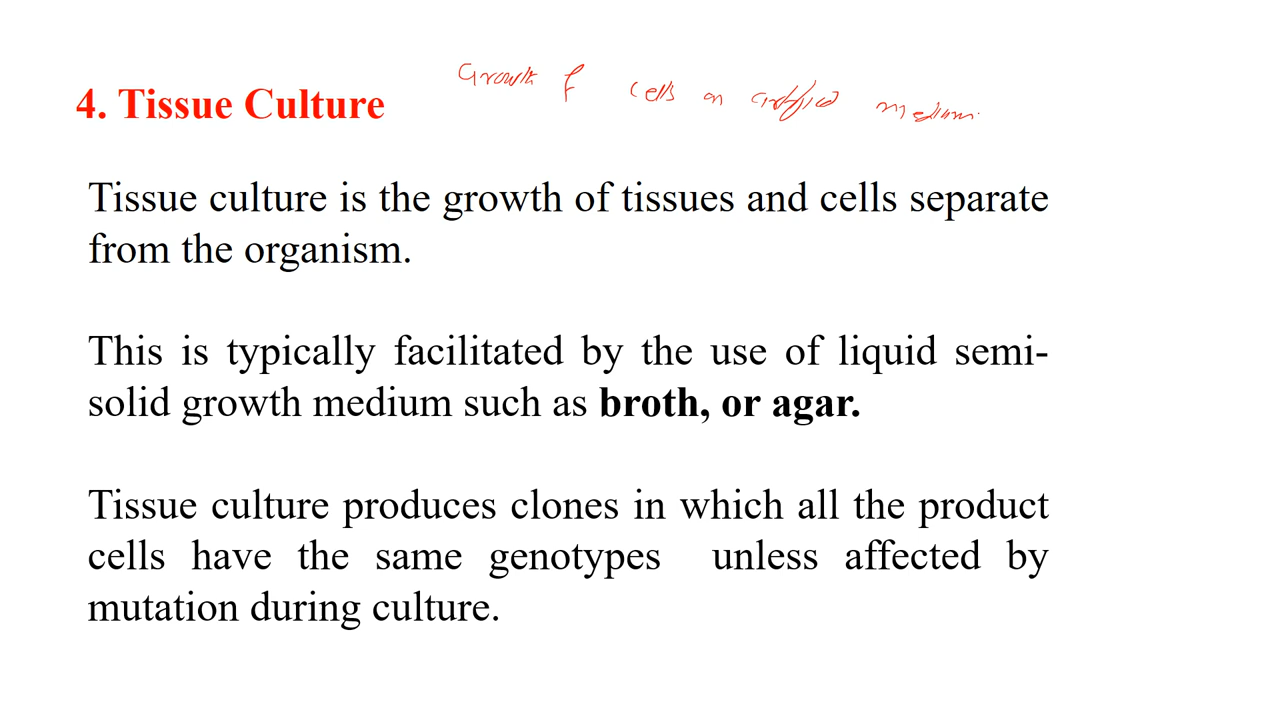 Growth of cells on artificial medium.
4. Tissue Culture
Tissue culture is the growth of tissues and cells separate
from the organism.
This is typically facilitated by the use of liquid semi-
solid growth medium such as broth, or agar.
Tissue culture produces clones in which all the product
cells have the same genotypes unless affected by
mutation during culture.